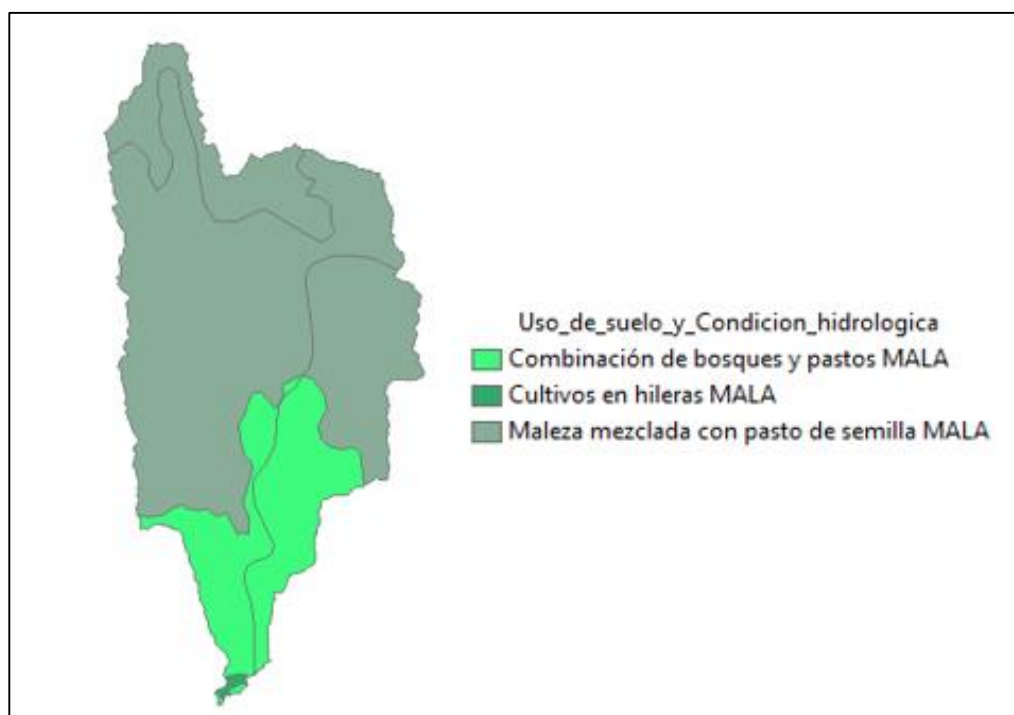 Uso_de_suelo_y_Condicion_hidrologica
Combinación de bosques y pastos MALA
Cultivos en hileras MALA
Maleza mezclada con pasto de semilla MALA